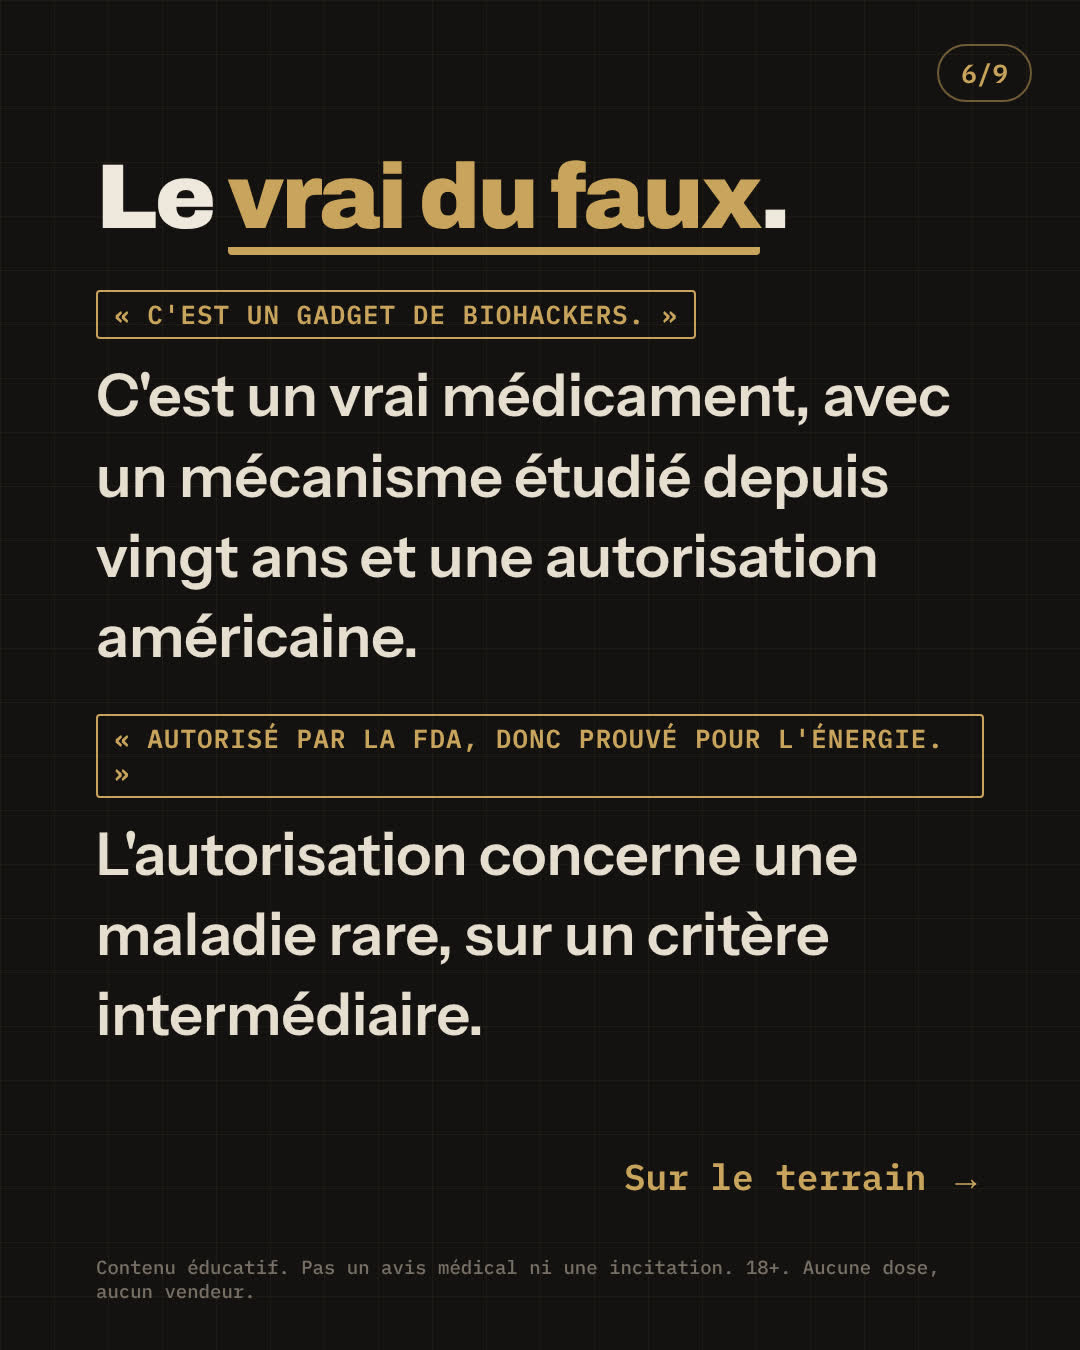 6/9
Le vrai du faux.
« C'EST UN GADGET DE BIOHACKERS. »
C'est un vrai médicament, avec
un mécanisme étudié depuis
vingt ans et une autorisation
américaine.
« AUTORISÉ PAR LA FDA, DONC PROUVÉ POUR L'ÉNERGIE.
»
L'autorisation concerne une
maladie rare, sur un critère
intermédiaire.
Sur le terrain →
Contenu éducatif. Pas un avis médical ni une incitation. 18+. Aucune dose,
aucun vendeur.